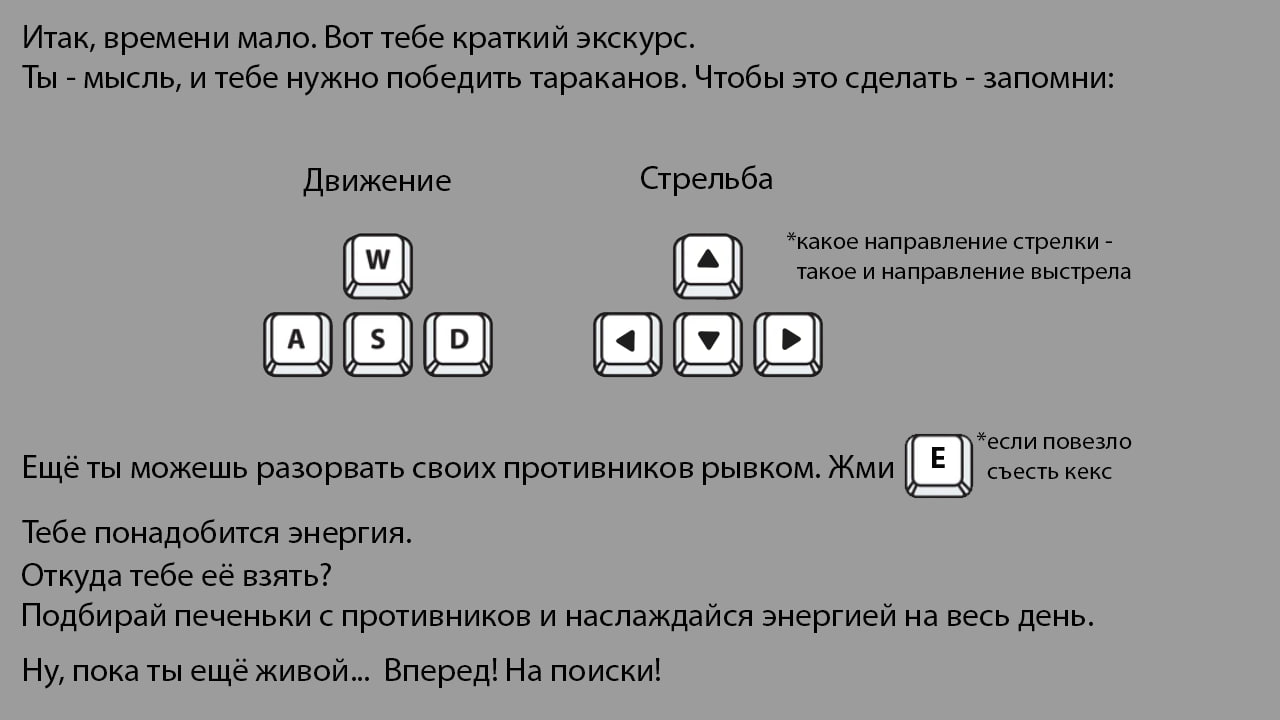 Итак, времени мало. Вот тебе краткий экскурс.
Ты - мысль, и тебе нужно победить тараканов. Чтобы это сделать - запомни:
Движение
Стрельба
W
A S D
*какое направление стрелки -
такое и направление выстрела
Ещё ты можешь разорвать своих противников рывком. Жми E
*если повезло
съесть кекс
Тебе понадобится энергия.
Откуда тебе её взять?
Подбирай печеньки с противников и наслаждайся энергией на весь день.
Ну, пока ты ещё живой... Вперед! На поиски!